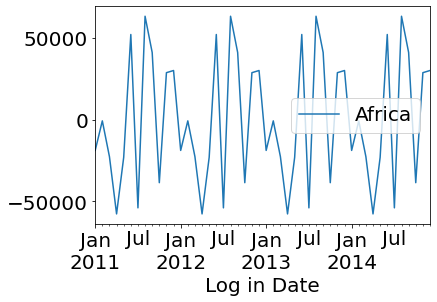 50000
0
−50000
Africa
Jan Jul Jan Jul Jan Jul Jan Jul
2011 2012 2013 2014
Log in Date